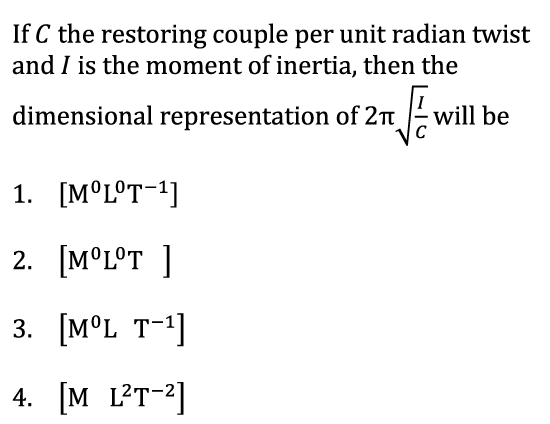 If C the restoring couple per unit radian twist
and I is the moment of inertia, then the
dimensional representation of 2π√(I/C) will be
1. [M⁰L⁰T⁻¹]
2. [M⁰L⁰T ]
3. [M⁰L T⁻¹]
4. [M L²T⁻²]